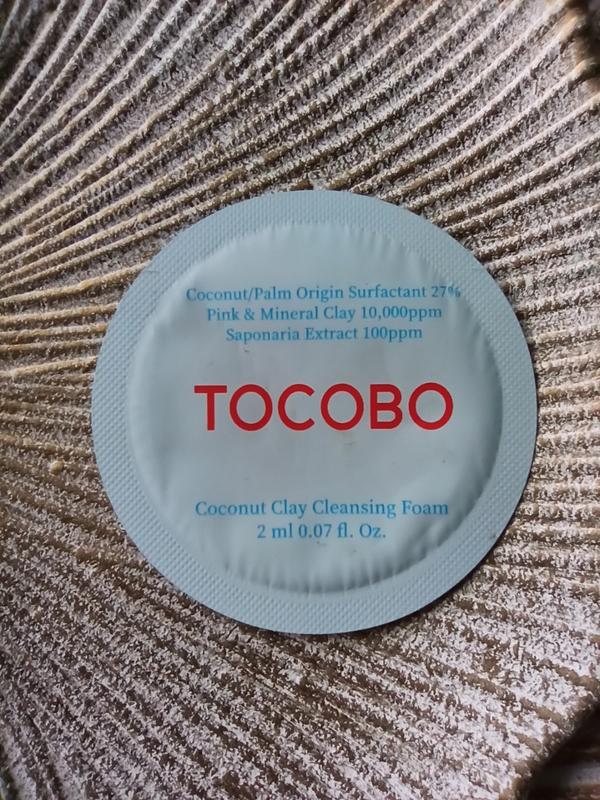 Coconut/Palm Origin Surfactant 27%
Pink & Mineral Clay 10,000ppm
Saponaria Extract 100ppm
TOCOBO
Coconut Clay Cleansing Foam
2 ml 0.07 fl. Oz.